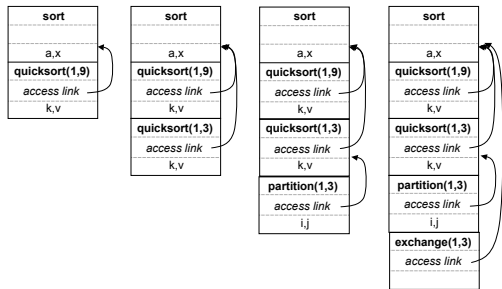 sort
a,x
quicksort(1,9)
access link
k,v
sort
a,x
quicksort(1,9)
access link
k,v
quicksort(1,3)
access link
k,v
sort
a,x
quicksort(1,9)
access link
k,v
quicksort(1,3)
access link
k,v
partition(1,3)
access link
i,j
sort
a,x
quicksort(1,9)
access link
k,v
quicksort(1,3)
access link
k,v
partition(1,3)
access link
i,j
exchange(1,3)
access link